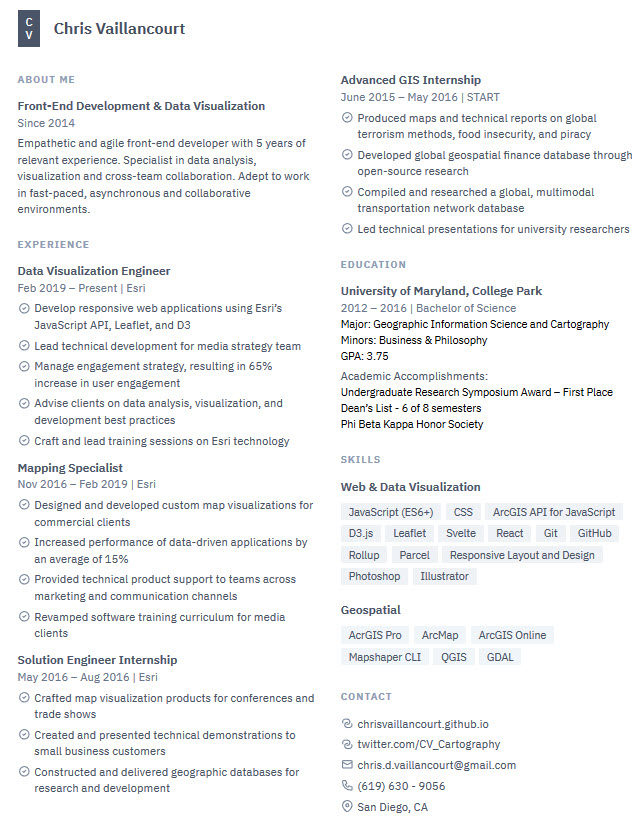 C
V
Chris Vaillancourt
ABOUT ME
Front-End Development & Data Visualization
Since 2014
Empathetic and agile front-end developer with 5 years of
relevant experience. Specialist in data analysis,
visualization and cross-team collaboration. Adept to work
in fast-paced, asynchronous and collaborative
environments.
EXPERIENCE
Data Visualization Engineer
Feb 2019 – Present | Esri
Develop responsive web applications using Esri's
JavaScript API, Leaflet, and D3
Lead technical development for media strategy team
Manage engagement strategy, resulting in 65%
increase in user engagement
Advise clients on data analysis, visualization, and
development best practices
Craft and lead training sessions on Esri technology
Mapping Specialist
Nov 2016 – Feb 2019 | Esri
Designed and developed custom map visualizations for
commercial clients
Increased performance of data-driven applications by
an average of 15%
Provided technical product support to teams across
marketing and communication channels
Revamped software training curriculum for media
clients
Solution Engineer Internship
May 2016 – Aug 2016 | Esri
Crafted map visualization products for conferences and
trade shows
Created and presented technical demonstrations to
small business customers
Constructed and delivered geographic databases for
research and development
Advanced GIS Internship
June 2015 – May 2016 | START
Produced maps and technical reports on global
terrorism methods, food insecurity, and piracy
Developed global geospatial finance database through
open-source research
Compiled and researched a global, multimodal
transportation network database
Led technical presentations for university researchers
EDUCATION
University of Maryland, College Park
2012 – 2016 | Bachelor of Science
Major: Geographic Information Science and Cartography
Minors: Business & Philosophy
GPA: 3.75
Academic Accomplishments:
Undergraduate Research Symposium Award – First Place
Dean's List - 6 of 8 semesters
Phi Beta Kappa Honor Society
SKILLS
Web & Data Visualization
JavaScript (ES6+) CSS ArcGIS API for JavaScript
D3.js Leaflet Svelte React Git GitHub
Rollup Parcel Responsive Layout and Design
Photoshop Illustrator
Geospatial
AcrGIS Pro ArcMap ArcGIS Online
Mapshaper CLI QGIS GDAL
CONTACT
chrisvaillancourt.github.io
twitter.com/CV_Cartography
chris.d.vaillancourt@gmail.com
(619) 630 - 9056
San Diego, CA